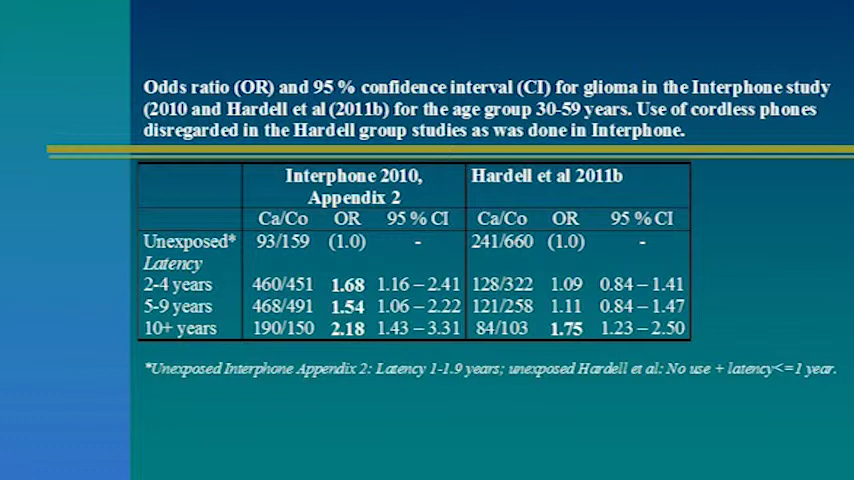 Odds ratio (OR) and 95 % confidence interval (CI) for glioma in the Interphone study
(2010 and Hardell et al (2011b) for the age group 30-59 years. Use of cordless phones
disregarded in the Hardell group studies as was done in Interphone.
Interphone 2010, Hardell et al 2011b
Appendix 2
Ca/Co OR 95 % CI Ca/Co OR 95 % CI
Unexposed* 93/159 (1.0) - 241/660 (1.0) -
Latency
2-4 years 460/451 1.68 1.16 – 2.41 128/322 1.09 0.84 – 1.41
5-9 years 468/491 1.54 1.06 – 2.22 121/258 1.11 0.84 – 1.47
10+ years 190/150 2.18 1.43 – 3.31 84/103 1.75 1.23 – 2.50
*Unexposed Interphone Appendix 2: Latency 1-1.9 years; unexposed Hardell et al: No use + latency<=1 year.